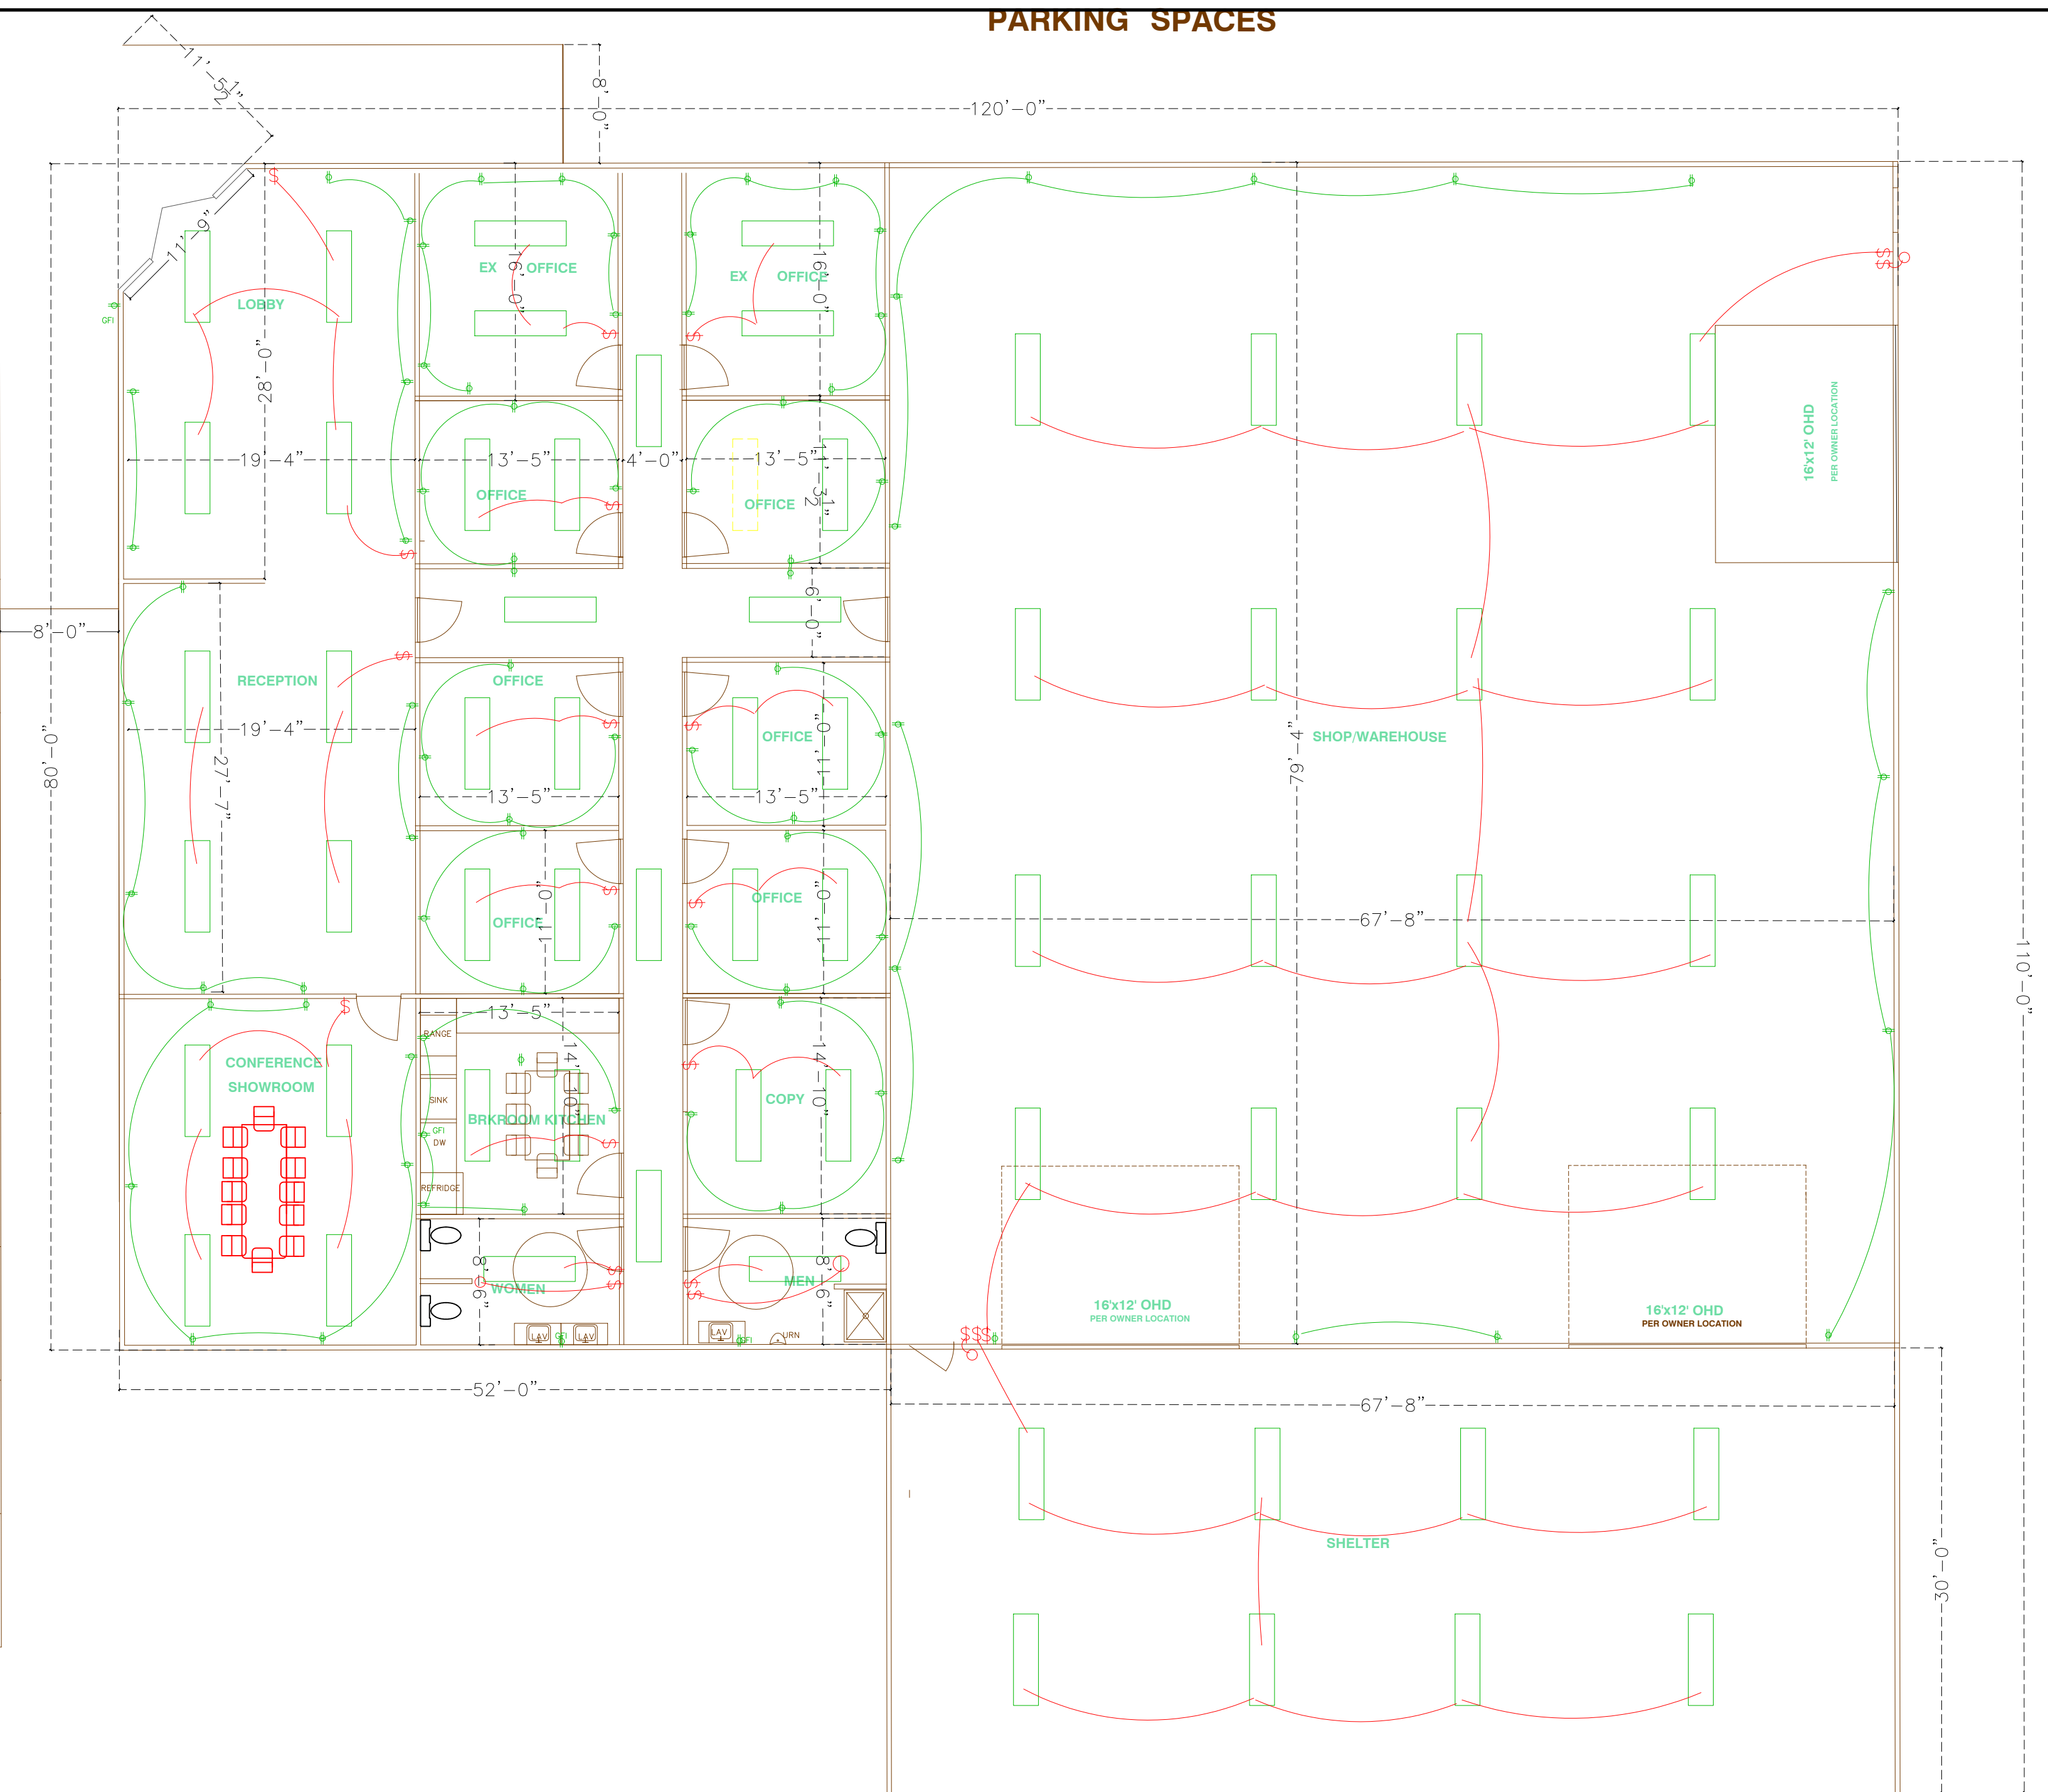 PARKING SPACES
11'-5 1/2"
8'-0"
120'-0"
$
11'-9"
16'-0"
16'-0"
$
$
EX OFFICE
EX OFFICE
LOBBY
GFI
28'-0"
$
$
16'x12' OHD
PER OWNER LOCATION
19'-4"
13'-5"
4'-0"
13'-5"
11'-3 1/2"
OFFICE
OFFICE
$
$
6'-0"
8'-0"
$
RECEPTION
OFFICE
19'-4"
$
$
OFFICE
11'-0"
SHOP/WAREHOUSE
79'-4"
80'-0"
27'-7"
13'-5"
13'-5"
$
$
OFFICE
11'-0"
OFFICE
11'-0"
67'-8"
110'-0"
$
13'-5"
RANGE
14'-10"
14'-10"
CONFERENCE
SHOWROOM
$
SINK
COPY
BRKROOM KITCHEN
GFI
DW
$
REFRIDGE
8'-6"
8'-6"
$
$
$
$
WOMEN
MEN
16'x12' OHD
PER OWNER LOCATION
16'x12' OHD
PER OWNER LOCATION
LAV
GFI
LAV
LAV
GFI
URN
$$$
52'-0"
67'-8"
SHELTER
30'-0"